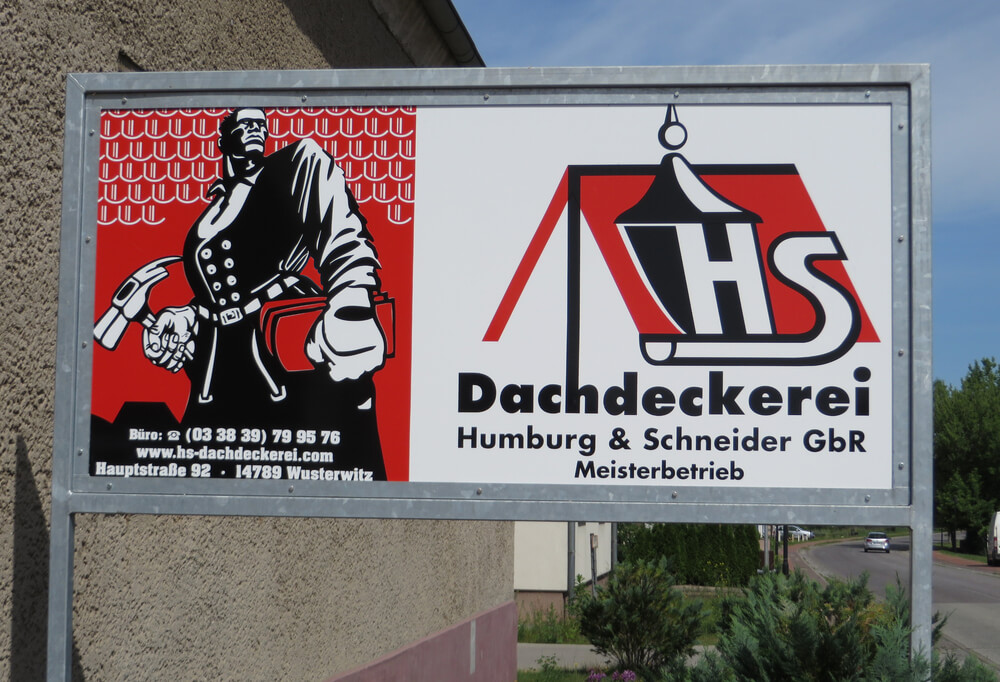 Büro: ☎ (03 38 39) 79 95 76
www.hs-dachdeckerei.com
Hauptstraße 92 · 14789 Wusterwitz
HS
Dachdeckerei
Humburg & Schneider GbR
Meisterbetrieb